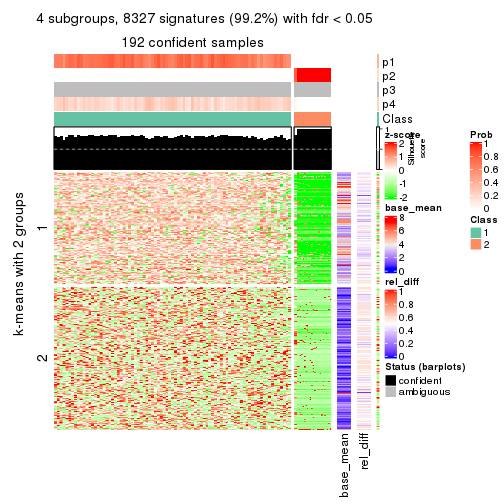 4 subgroups, 8327 signatures (99.2%) with fdr < 0.05
192 confident samples
p1
p2
p3
p4
Class
1
Silhouette
score
k-means with 2 groups
1
2
base_mean
rel_diff
z-score
2
1
0
-1
-2
base_mean
8
6
4
2
0
rel_diff
1
0.8
0.6
0.4
0.2
0
Status (barplots)
confident
ambiguous
Prob
1
0.8
0.6
0.4
0.2
0
Class
1
2